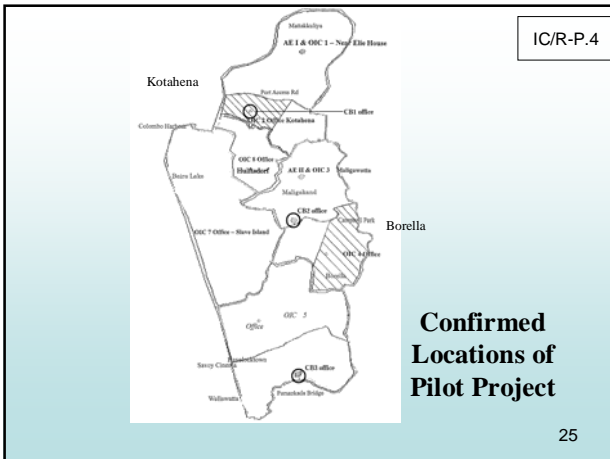 IC/R-P.4
Mattakkuliya
AE I & OIC 1 – Near Elie House
Kotahena
Port Access Rd
CB1 office
OIC 2 Office Kotahena
Colombo Harbour
OIC 8 Office
Hulftsdorf
AE II & OIC 3
Maligawatta
Beira Lake
Maligakanda
Campbell Park
CB2 office
Borella
OIC 7 Office – Slave Island
OIC 4 Office
Borella
OIC 5
Office
Savoy Cinema
CB3 office
Pamankada Bridge
Wellawatta
Confirmed
Locations of
Pilot Project
25